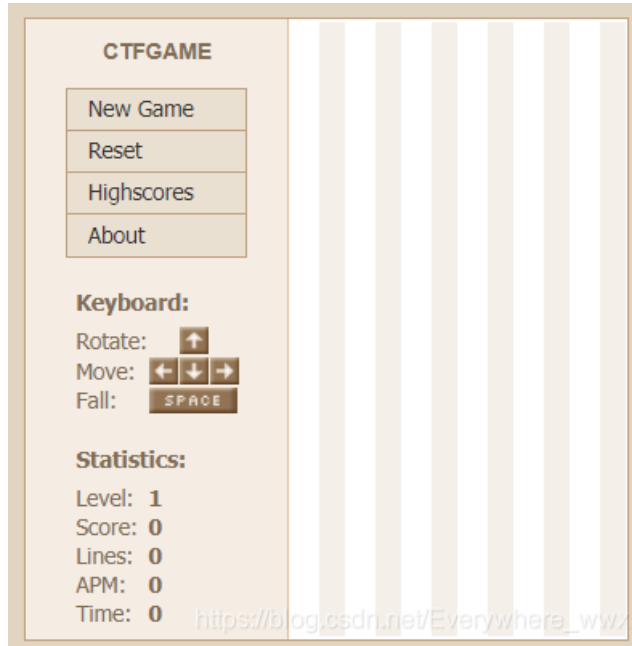 CTFGAME
New Game
Reset
Highscores
About
Keyboard:
Rotate:
Move:
Fall: SPACE
Statistics:
Level: 1
Score: 0
Lines: 0
APM: 0
Time: 0
https://blog.csdn.net/Everywhere_wwx